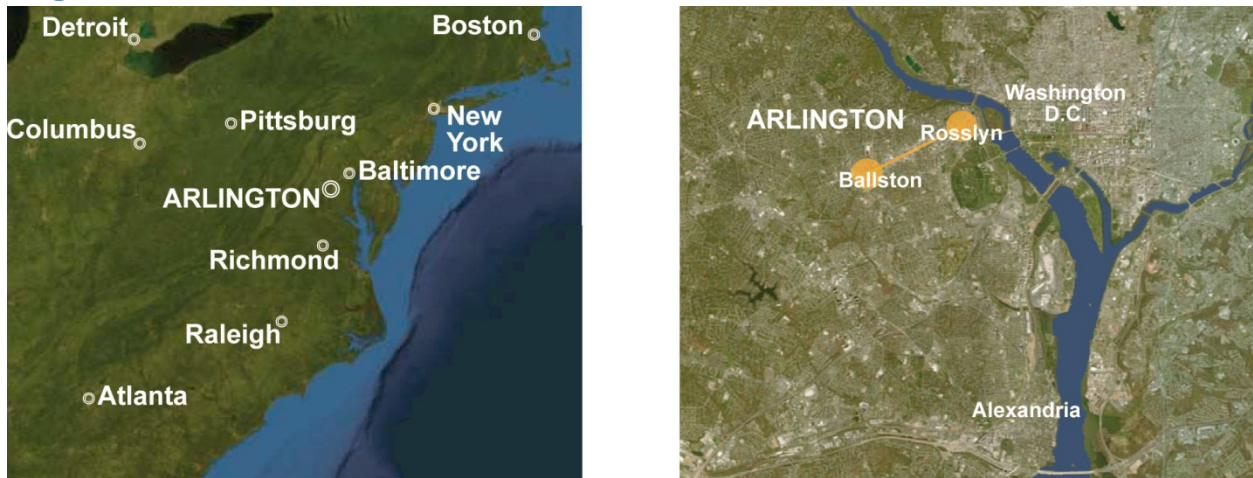 Detroit
Boston
New
York
Pittsburg
Columbus
Baltimore
ARLINGTON
Richmond
Raleigh
Atlanta
Washington
D.C.
ARLINGTON
Rosslyn
Ballston
Alexandria